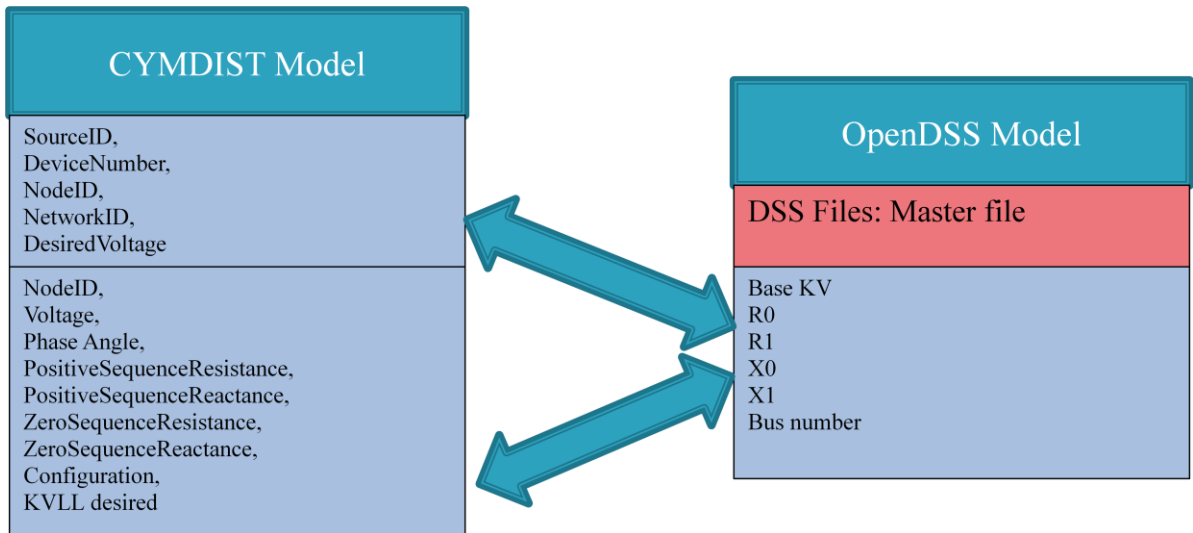 CYMDIST Model
SourceID,
DeviceNumber,
NodeID,
NetworkID,
DesiredVoltage
NodeID,
Voltage,
Phase Angle,
PositiveSequenceResistance,
PositiveSequenceReactance,
ZeroSequenceResistance,
ZeroSequenceReactance,
Configuration,
KVLL desired
OpenDSS Model
DSS Files: Master file
Base KV
R0
R1
X0
X1
Bus number